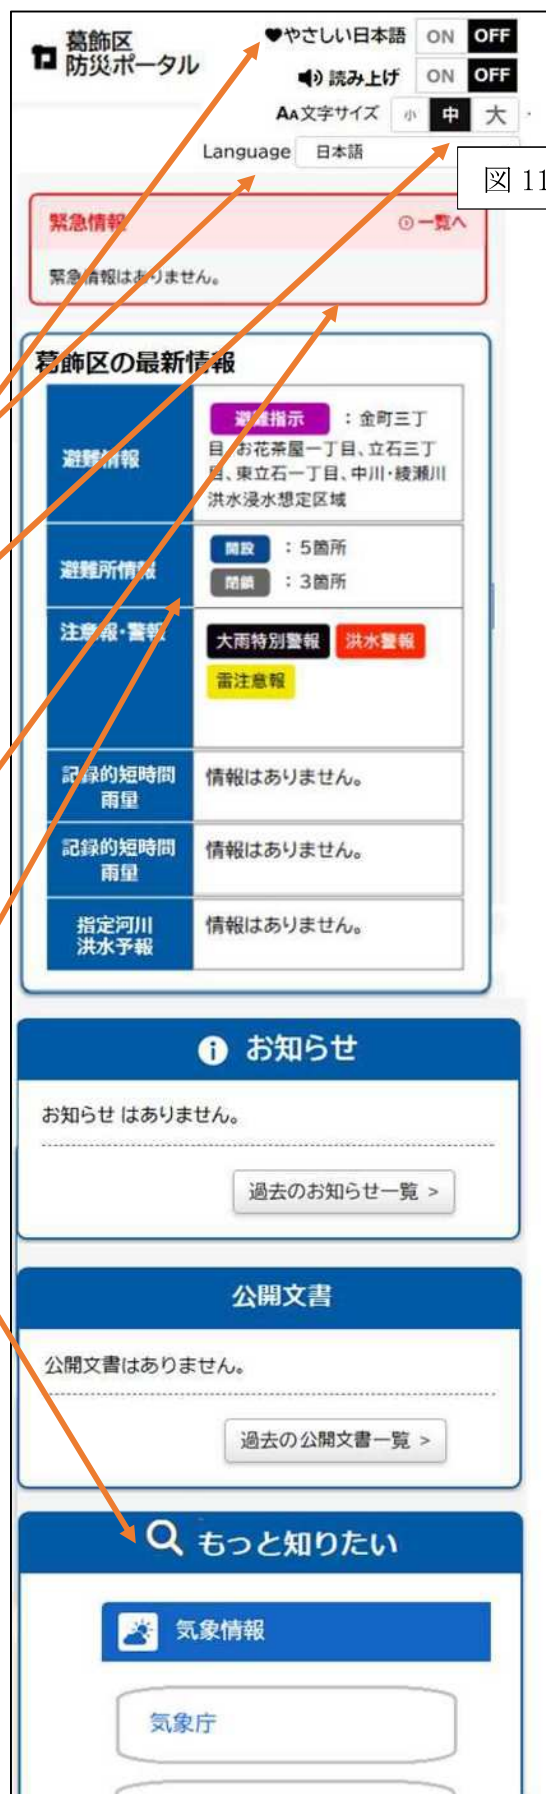 葛飾区
防災ポータル
♥やさしい日本語 ON OFF
読み上げ ON OFF
AA文字サイズ 小 中 大
Language 日本語
図 11
緊急情報 一覧へ
緊急情報はありません。
葛飾区の最新情報
避難情報
避難指示 ：金町三丁
目、お花茶屋一丁目、立石三丁
目、東立石一丁目、中川・綾瀬川
洪水浸水想定区域
避難所情報
開設 ：5箇所
閉鎖 ：3箇所
注意報・警報
大雨特別警報 洪水警報
雷注意報
記録的短時間
雨量
情報はありません。
記録的短時間
雨量
情報はありません。
指定河川
洪水予報
情報はありません。
お知らせ
お知らせ はありません。
過去のお知らせ一覧 >
公開文書
公開文書はありません。
過去の公開文書一覧 >
もっと知りたい
気象情報
気象庁